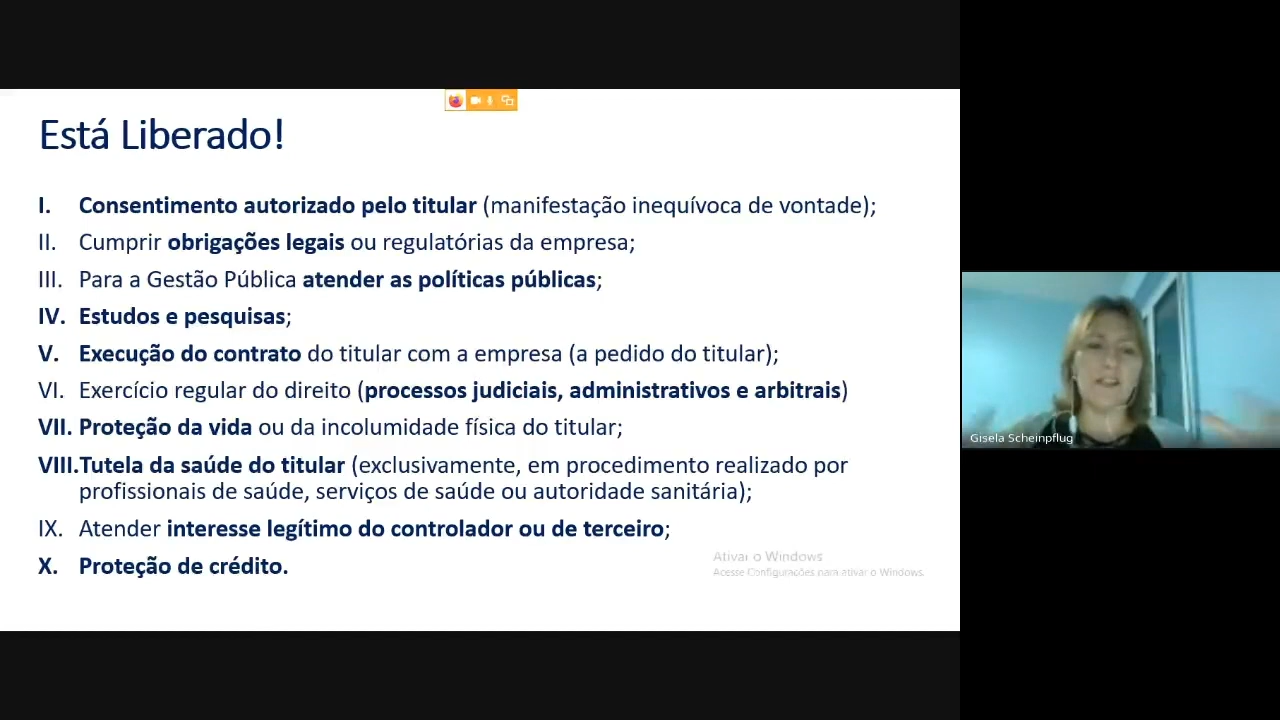 Está Liberado!
I. Consentimento autorizado pelo titular (manifestação inequívoca de vontade);
II. Cumprir obrigações legais ou regulatórias da empresa;
III. Para a Gestão Pública atender as políticas públicas;
IV. Estudos e pesquisas;
V. Execução do contrato do titular com a empresa (a pedido do titular);
VI. Exercício regular do direito (processos judiciais, administrativos e arbitrais)
VII. Proteção da vida ou da incolumidade física do titular;
VIII.Tutela da saúde do titular (exclusivamente, em procedimento realizado por
profissionais de saúde, serviços de saúde ou autoridade sanitária);
IX. Atender interesse legítimo do controlador ou de terceiro;
X. Proteção de crédito.
Ativar o Windows
Acesse Configurações para ativar o Windows.
Gisela Scheinpflug